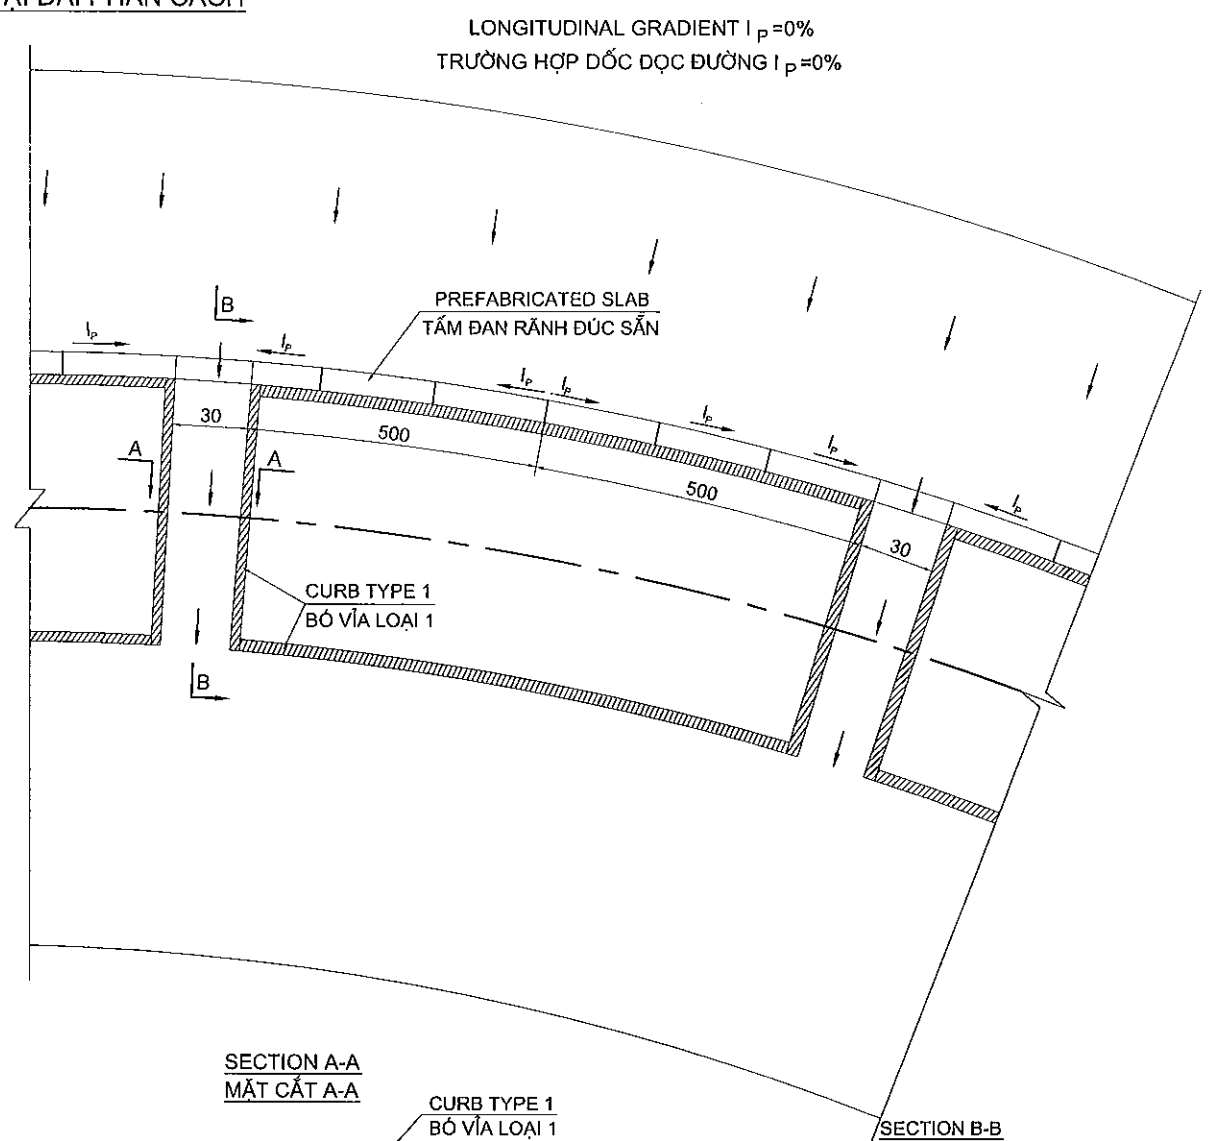 LONGITUDINAL GRADIENT I P =0%
TRƯỜNG HỢP DỐC DỌC ĐƯỜNG I P =0%
B
PREFABRICATED SLAB
TẤM ĐAN RÃNH ĐÚC SẴN
IP
IP
IP
IP
IP
IP
IP
30
500
A
A
500
30
CURB TYPE 1
BÓ VỈA LOẠI 1
B
SECTION A-A
MẶT CẮT A-A
CURB TYPE 1
BÓ VỈA LOẠI 1
SECTION B-B